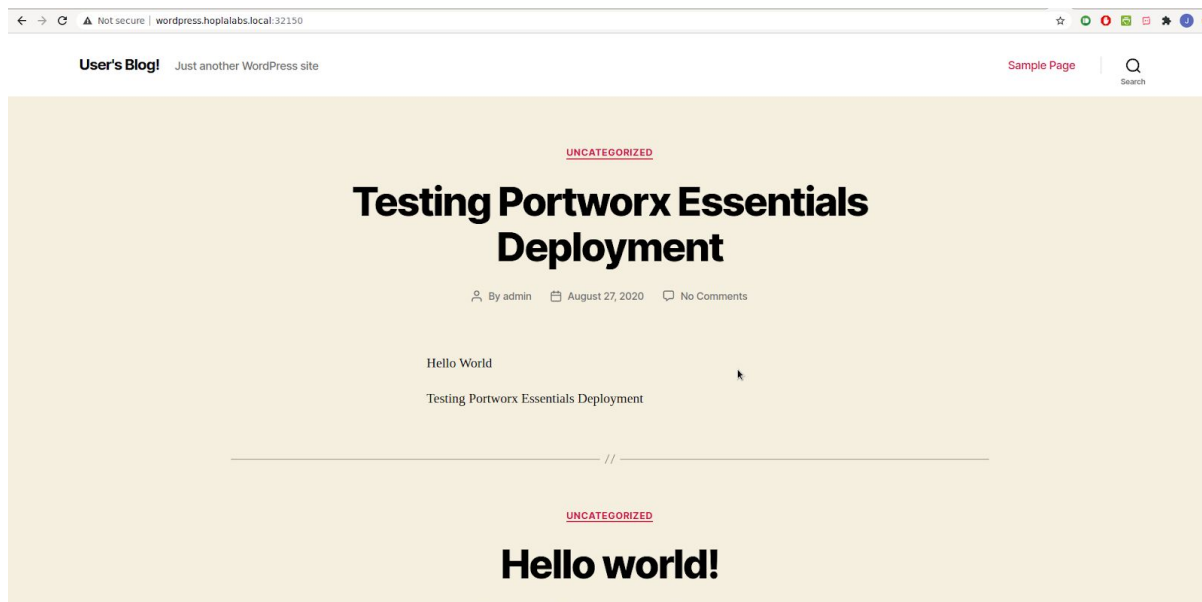 Not secure | wordpress.hoplalabs.local:32150
J
User's Blog! Just another WordPress site Sample Page
Search
UNCATEGORIZED
Testing Portworx Essentials
Deployment
By admin August 27, 2020 No Comments
Hello World
Testing Portworx Essentials Deployment
//
UNCATEGORIZED
Hello world!